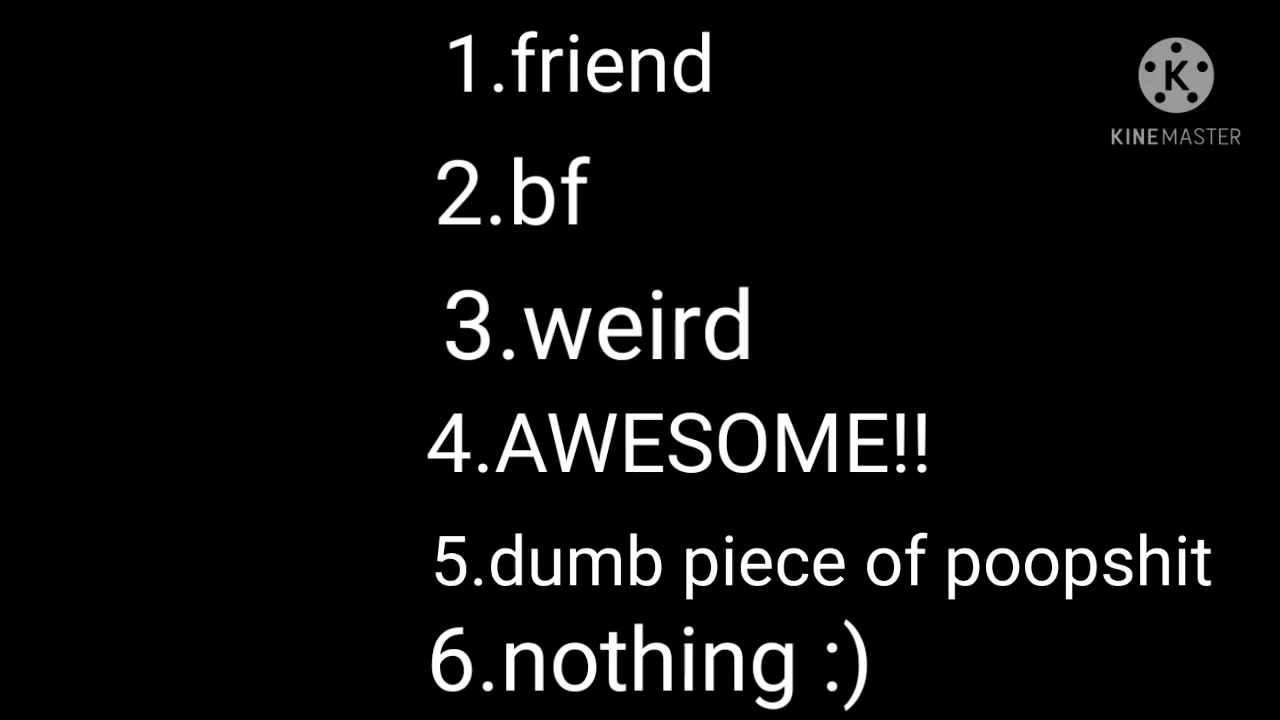 1.friend
K
KINEMASTER
2.bf
3.weird
4.AWESOME!!
5.dumb piece of poopshit
6.nothing :)